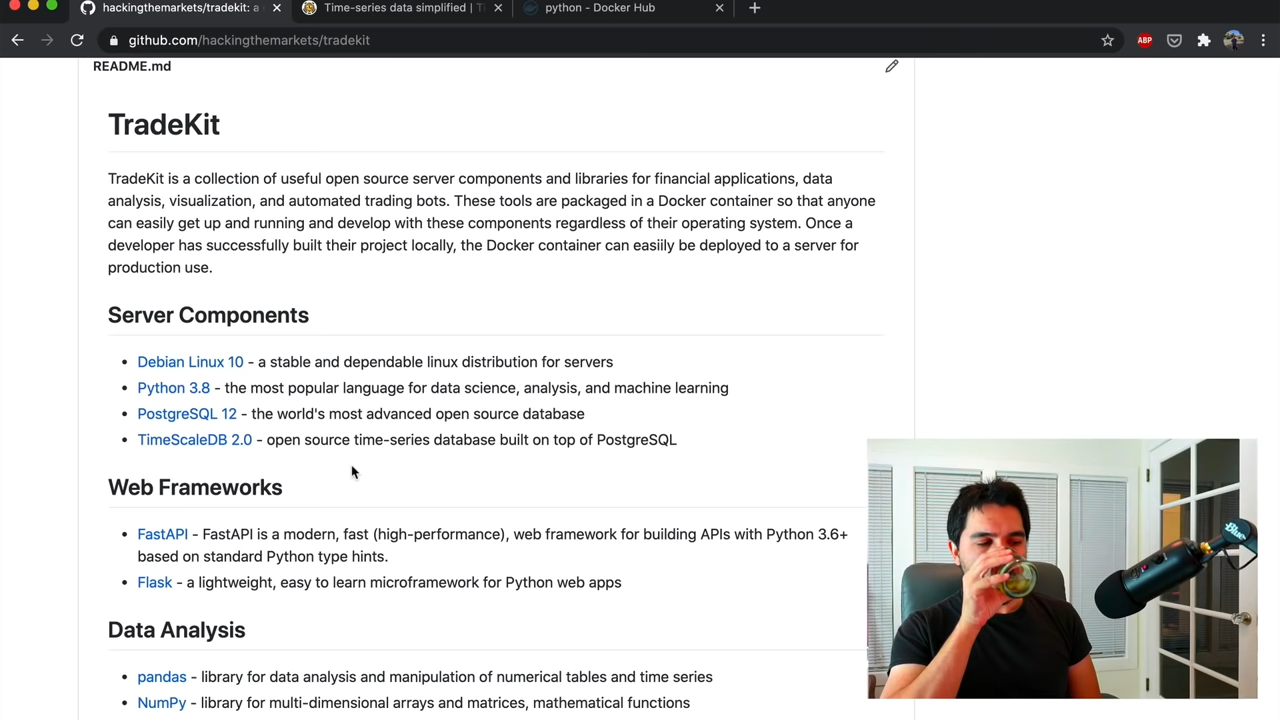 hackingthemarkets/tradekit: a
Time-series data simplified | Ti
python - Docker Hub
github.com/hackingthemarkets/tradekit
ABP
README.md
TradeKit
TradeKit is a collection of useful open source server components and libraries for financial applications, data
analysis, visualization, and automated trading bots. These tools are packaged in a Docker container so that anyone
can easily get up and running and develop with these components regardless of their operating system. Once a
developer has successfully built their project locally, the Docker container can easiily be deployed to a server for
production use.
Server Components
Debian Linux 10 - a stable and dependable linux distribution for servers
Python 3.8 - the most popular language for data science, analysis, and machine learning
PostgreSQL 12 - the world's most advanced open source database
TimeScaleDB 2.0 - open source time-series database built on top of PostgreSQL
Web Frameworks
FastAPI - FastAPI is a modern, fast (high-performance), web framework for building APIs with Python 3.6+
based on standard Python type hints.
Flask - a lightweight, easy to learn microframework for Python web apps
Data Analysis
pandas - library for data analysis and manipulation of numerical tables and time series
NumPy - library for multi-dimensional arrays and matrices, mathematical functions
Blue